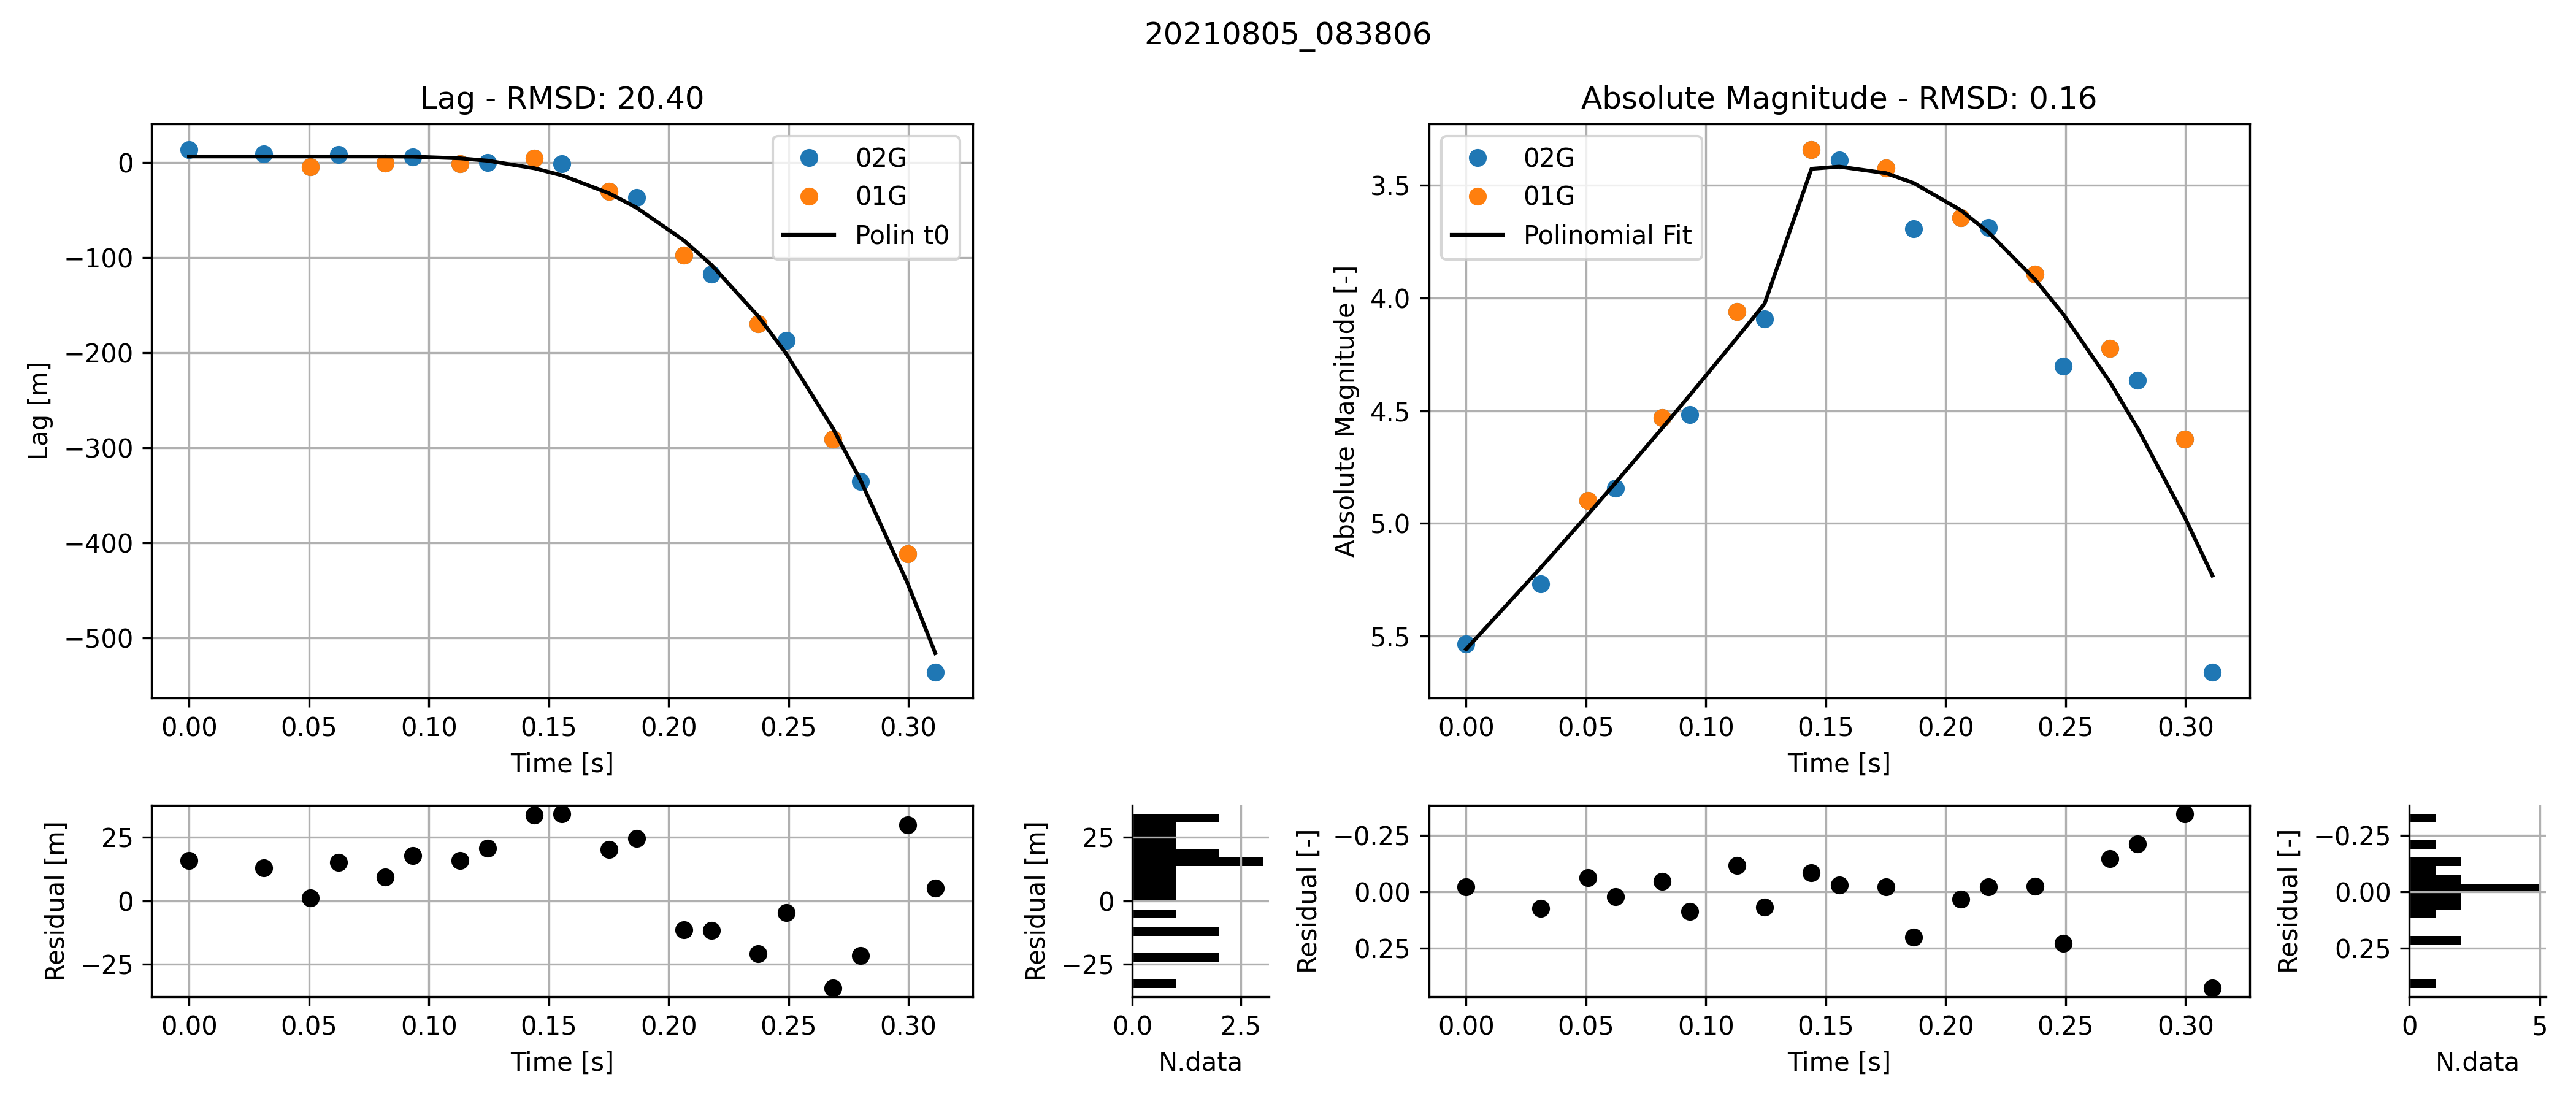 20210805_083806
Lag - RMSD: 20.40
02G
01G
Polin t0
0
−100
−200
−300
−400
−500
Lag [m]
0.00 0.05 0.10 0.15 0.20 0.25 0.30
Time [s]
Absolute Magnitude - RMSD: 0.16
02G
01G
Polinomial Fit
3.5
4.0
4.5
5.0
5.5
Absolute Magnitude [-]
0.00 0.05 0.10 0.15 0.20 0.25 0.30
Time [s]
25
0
−25
Residual [m]
0.00 0.05 0.10 0.15 0.20 0.25 0.30
Time [s]
25
0
−25
Residual [m]
0.0 2.5
N.data
−0.25
0.00
0.25
Residual [-]
0.00 0.05 0.10 0.15 0.20 0.25 0.30
Time [s]
−0.25
0.00
0.25
Residual [-]
0 5
N.data